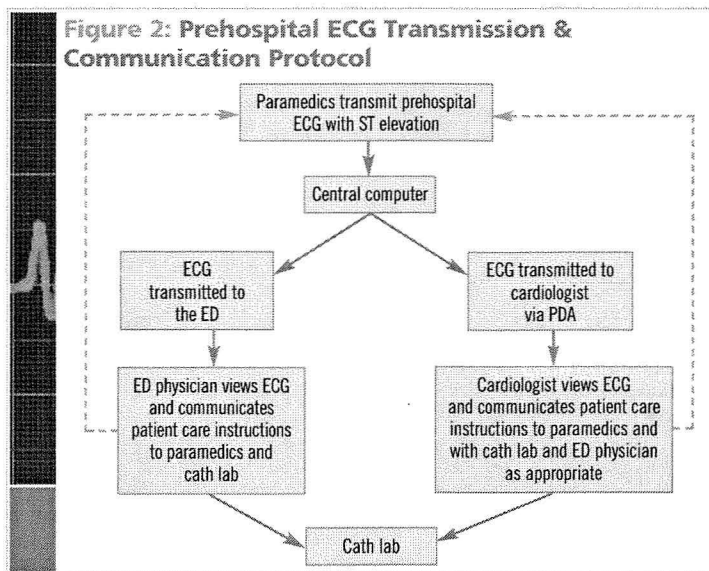 Figure 2: Prehospital ECG Transmission &
Communication Protocol
Paramedics transmit prehospital
ECG with ST elevation
Central computer
ECG
transmitted to
the ED
ECG transmitted to
cardiologist
via PDA
ED physician views ECG
and communicates
patient care instructions
to paramedics and
cath lab
Cardiologist views ECG
and communicates patient care
instructions to paramedics and
with cath lab and ED physician
as appropriate
Cath lab